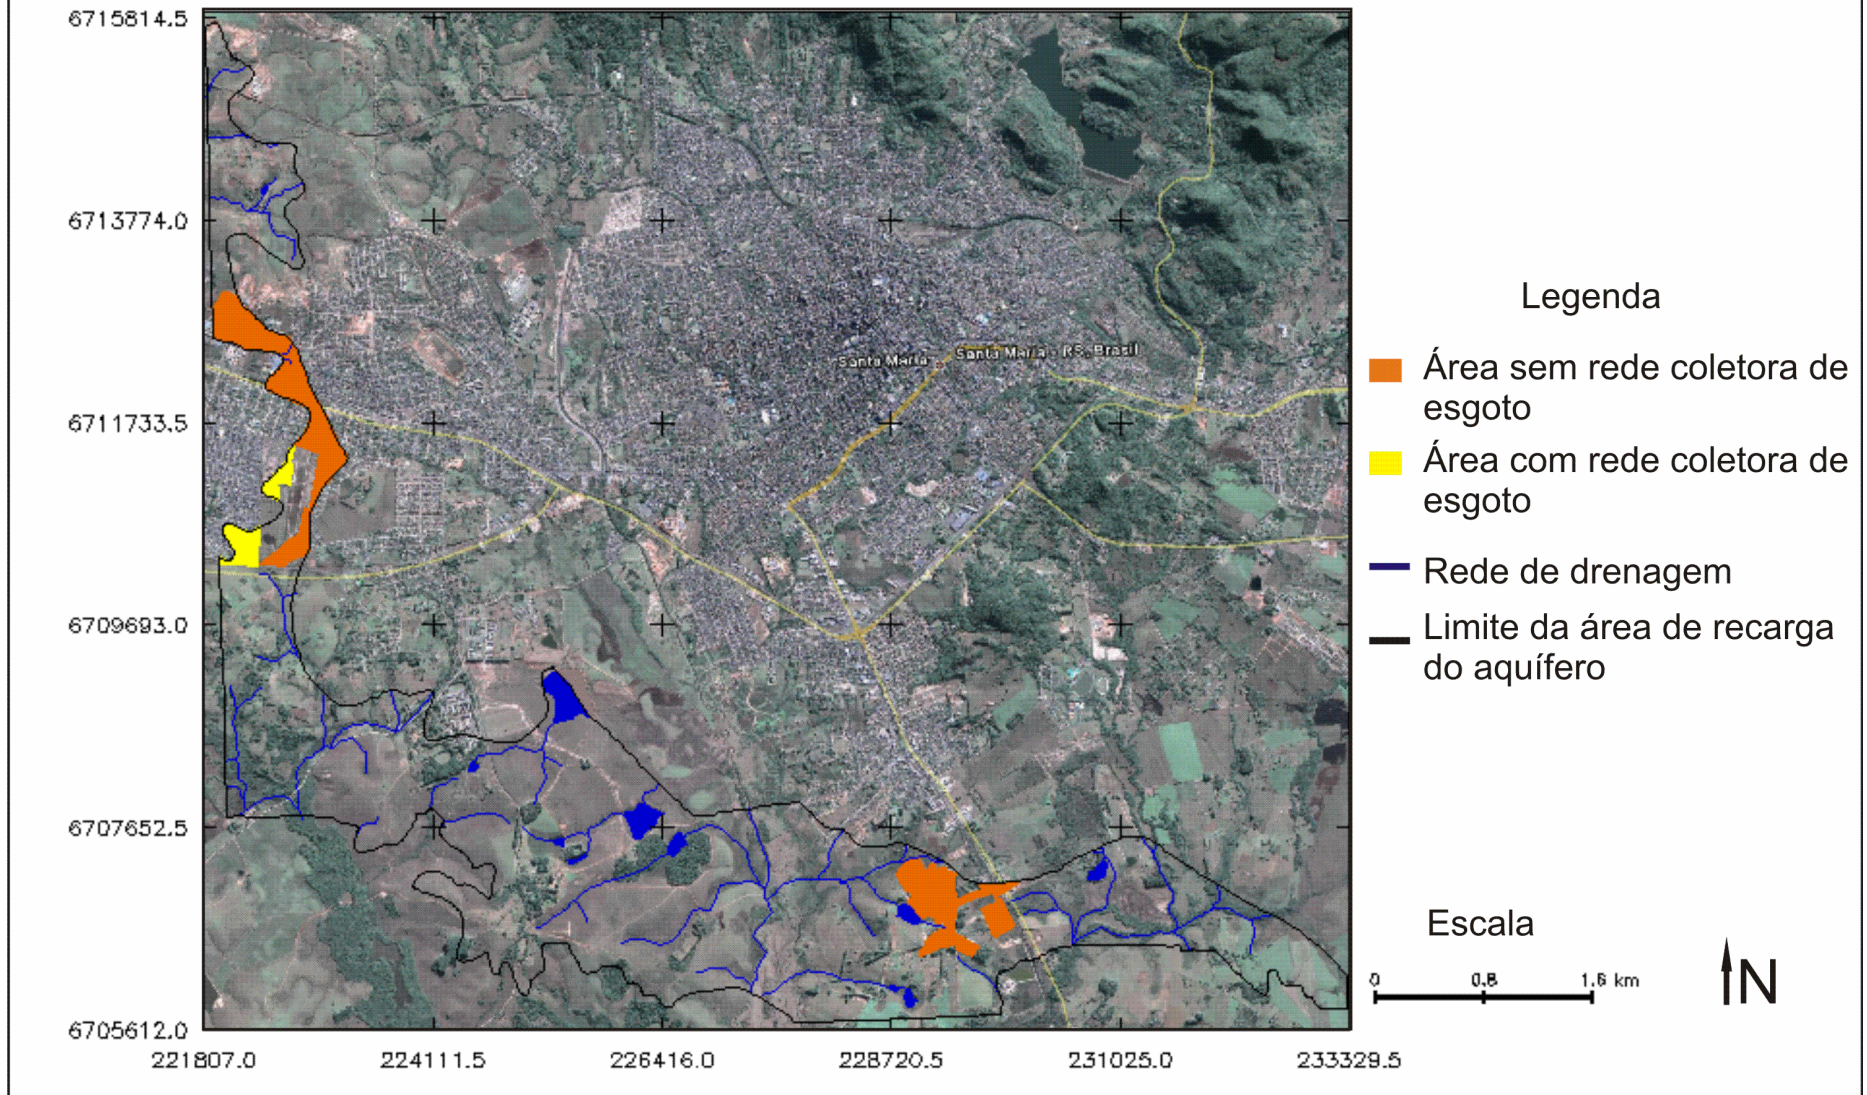 6715814.5
6713774.0
6711733.5
6709693.0
6707652.5
6705612.0
221807.0
224111.5
226416.0
228720.5
231025.0
233329.5
Santa Maria
Santa Maria - RS, Brasil
Legenda
Área sem rede coletora de
esgoto
Área com rede coletora de
esgoto
Rede de drenagem
Limite da área de recarga
do aquífero
Escala
0 0.8 1.6 km
N